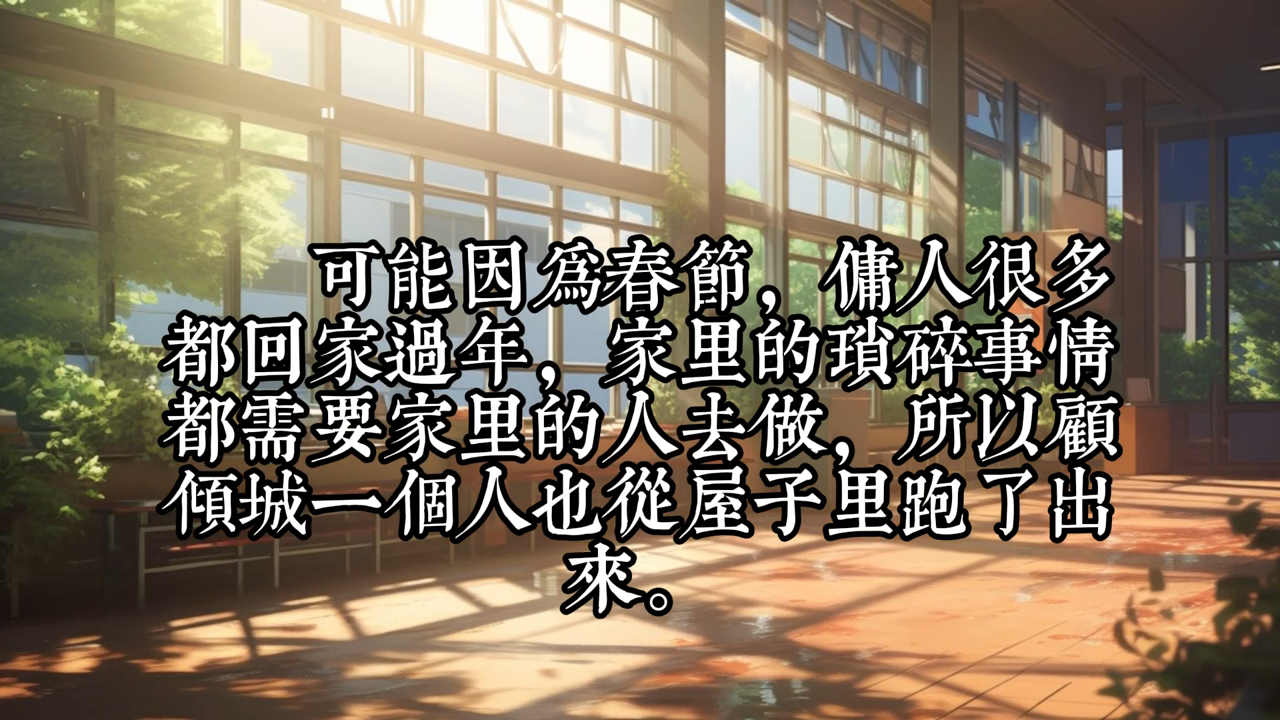 可能因爲春節，傭人很多
都回家過年，家里的瑣碎事情
都需要家里的人去做，所以顧
傾城一個人也從屋子里跑了出
來。